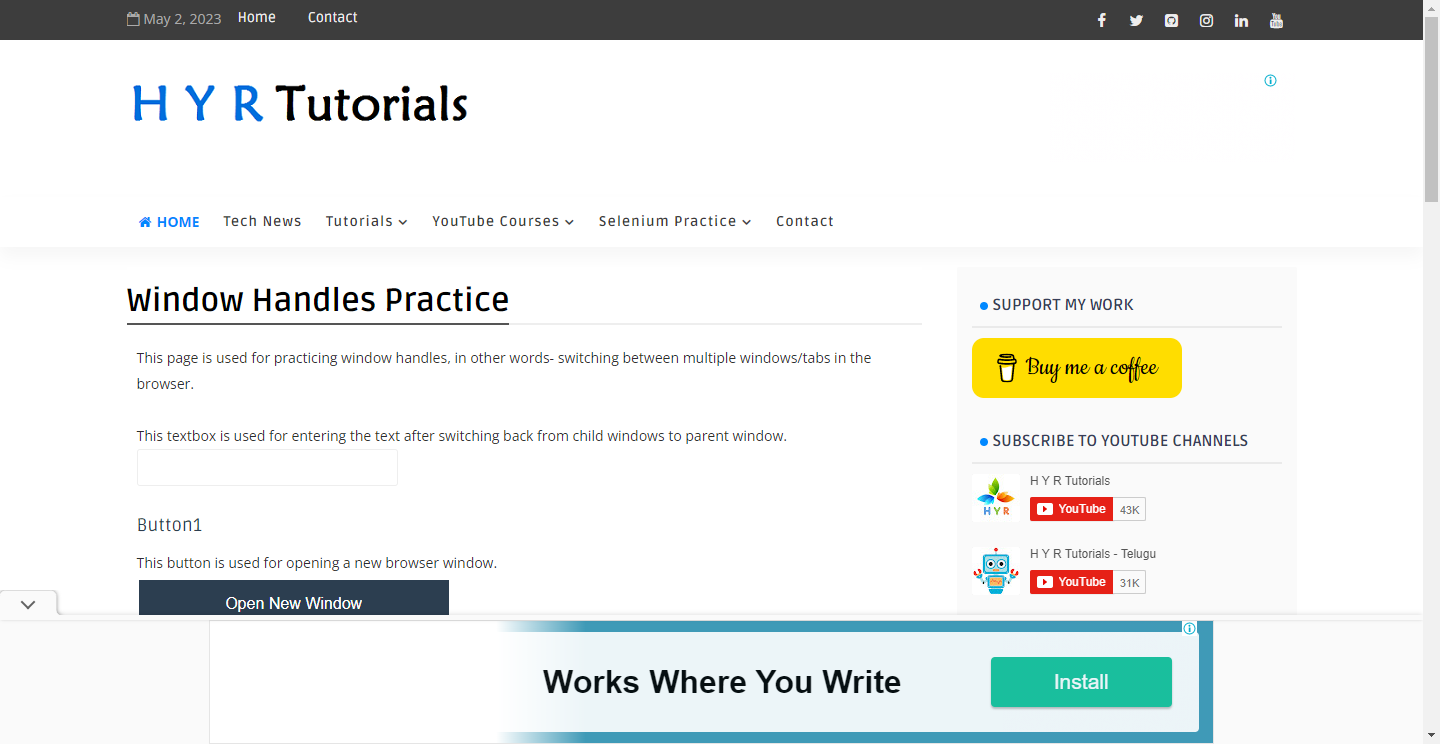 May 2, 2023 Home Contact
H Y R Tutorials
HOME Tech News Tutorials YouTube Courses Selenium Practice Contact
Window Handles Practice
This page is used for practicing window handles, in other words- switching between multiple windows/tabs in the
browser.
This textbox is used for entering the text after switching back from child windows to parent window.
Button1
This button is used for opening a new browser window.
Open New Window
SUPPORT MY WORK
Buy me a coffee
SUBSCRIBE TO YOUTUBE CHANNELS
H Y R Tutorials
HYR
YouTube 43K
H Y R Tutorials - Telugu
YouTube 31K
Works Where You Write
Install